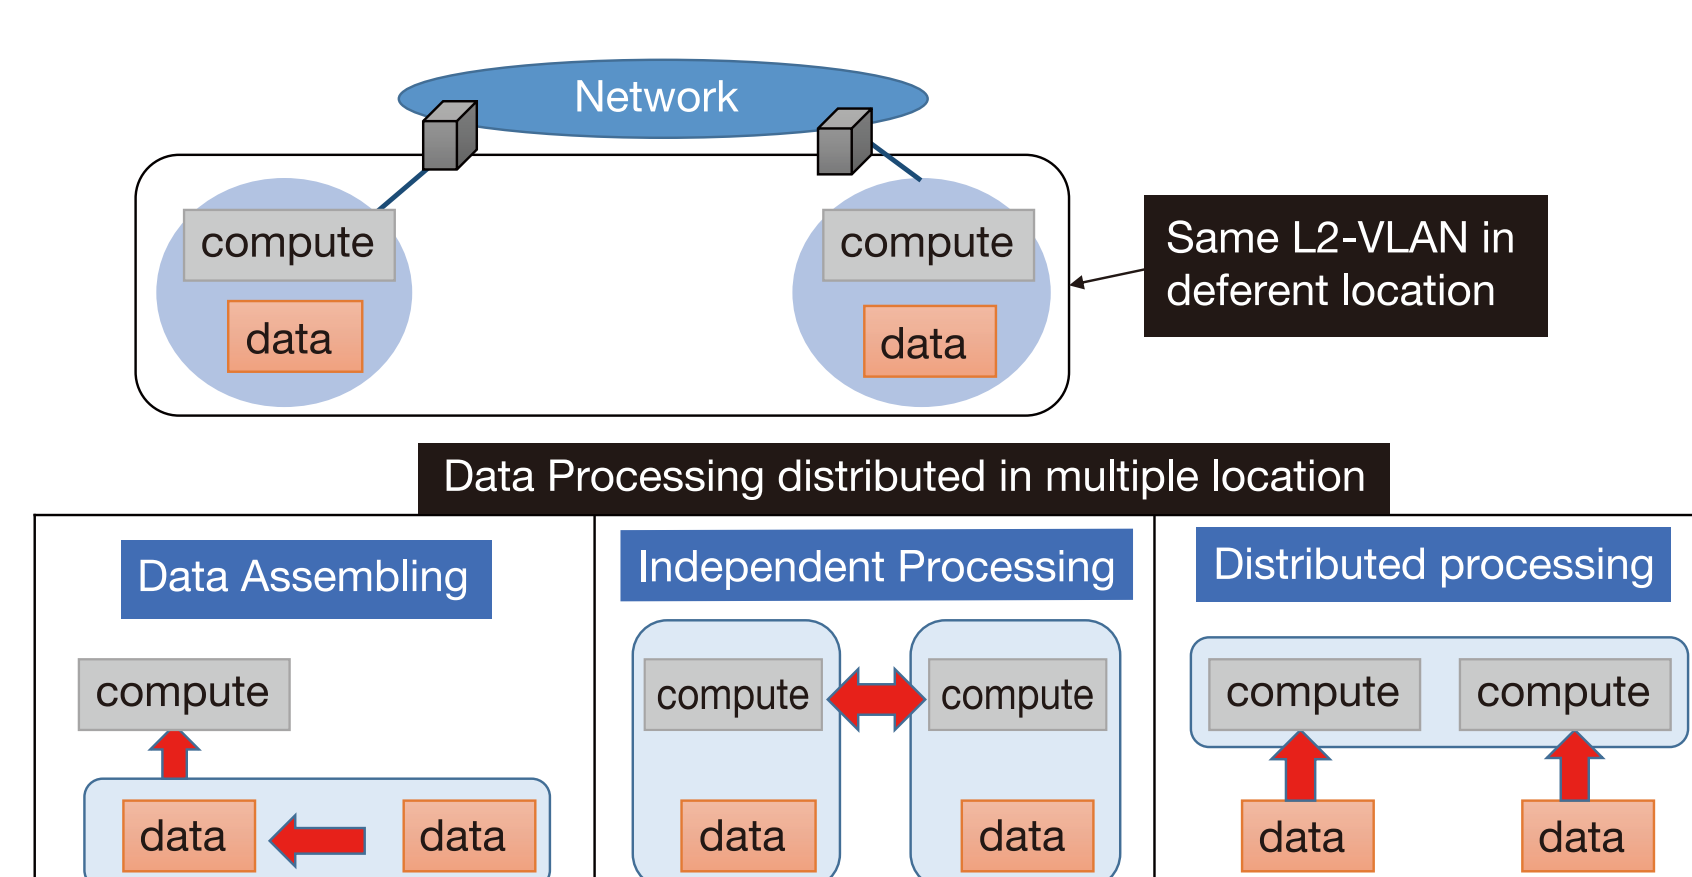 Network
compute
compute
data
data
Same L2-VLAN in
deferent location
Data Processing distributed in multiple location
Data Assembling
compute
data
data
Independent Processing
compute
compute
data
data
Distributed processing
compute
compute
data
data